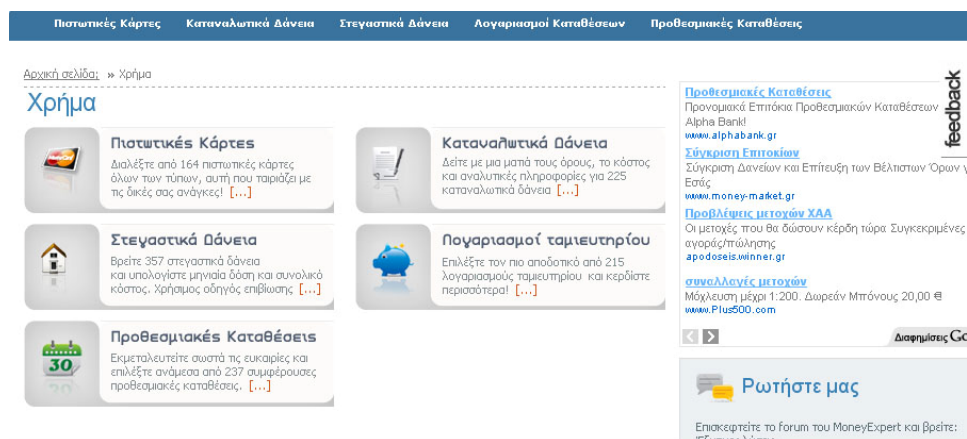 Πιστωτικές Κάρτες Καταναλωτικά Δάνεια Στεγαστικά Δάνεια Λογαριασμοί Καταθέσεων Προθεσμιακές Καταθέσεις
Αρχική σελίδα: » Χρήμα
Χρήμα
Πιστωτικές Κάρτες
Διαλέξτε από 164 πιστωτικές κάρτες
όλων των τύπων, αυτή που ταιριάζει με
τις δικές σας ανάγκες! [...]
Καταναλωτικά Δάνεια
Δείτε με μια ματιά τους όρους, το κόστος
και αναλυτικές πληροφορίες για 225
καταναλωτικά δάνεια [...]
Στεγαστικά Δάνεια
Βρείτε 357 στεγαστικά δάνεια
και υπολογίστε μηνιαία δόση και συνολικό
κόστος. Χρήσιμος οδηγός επιβίωσης [...]
Λογαριασμοί ταμιευτηρίου
Επιλέξτε τον πιο αποδοτικό από 215
λογαριασμούς ταμιευτηρίου και κερδίστε
περισσότερα! [...]
Προθεσμιακές Καταθέσεις
30
Εκμεταλευτείτε σωστά τις ευκαιρίες και
επιλέξτε ανάμεσα από 237 συμφέρουσες
προθεσμιακές καταθέσεις. [...]
feedback
Προθεσμιακές Καταθέσεις
Προνομιακά Επιτόκια Προθεσμιακών Καταθέσεων
Alpha Bank!
www.alphabank.gr
Σύγκριση Επιτοκίων
Σύγκριση Δανείων και Επίτευξη των Βέλτιστων Όρων γ
Εσάς
www.money-market.gr
Προβλέψεις μετοχών ΧΑΑ
Οι μετοχές που θα δώσουν κέρδη τώρα Συγκεκριμένες
αγοράς/πώλησης
apodoseis.winner.gr
συναλλαγές μετοχών
Μόχλευση μέχρι 1:200. Δωρεάν Μπόνους 20,00 €
www.Plus500.com
Διαφημίσεις Go
Ρωτήστε μας
Επισκεφτείτε το forum του MoneyExpert και βρείτε: